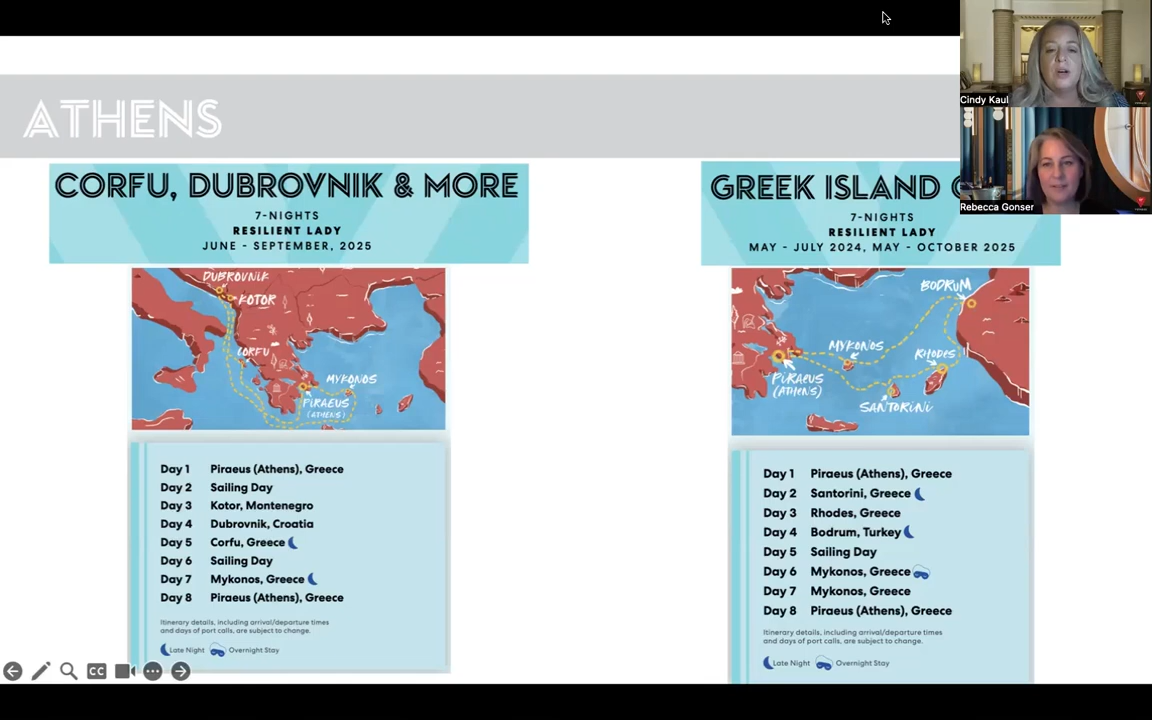 ATHENS
CORFU, DUBROVNIK & MORE
7-NIGHTS
RESILIENT LADY
JUNE - SEPTEMBER, 2025
DUBROVNIK
KOTOR
CORFU
MYKONOS
PIRAEUS
(ATHENS)
Day 1 Piraeus (Athens), Greece
Day 2 Sailing Day
Day 3 Kotor, Montenegro
Day 4 Dubrovnik, Croatia
Day 5 Corfu, Greece
Day 6 Sailing Day
Day 7 Mykonos, Greece
Day 8 Piraeus (Athens), Greece
Itinerary details, including arrival/departure times
and days of port calls, are subject to change.
Late Night Overnight Stay
GREEK ISLAND
7-NIGHTS
RESILIENT LADY
MAY - JULY 2024, MAY - OCTOBER 2025
BODRUM
MYKONOS
RHODES
PIRAEUS
(ATHENS)
SANTORINI
Day 1 Piraeus (Athens), Greece
Day 2 Santorini, Greece
Day 3 Rhodes, Greece
Day 4 Bodrum, Turkey
Day 5 Sailing Day
Day 6 Mykonos, Greece
Day 7 Mykonos, Greece
Day 8 Piraeus (Athens), Greece
Itinerary details, including arrival/departure times
and days of port calls, are subject to change.
Late Night Overnight Stay
Cindy Kaul
Rebecca Gonser
CC